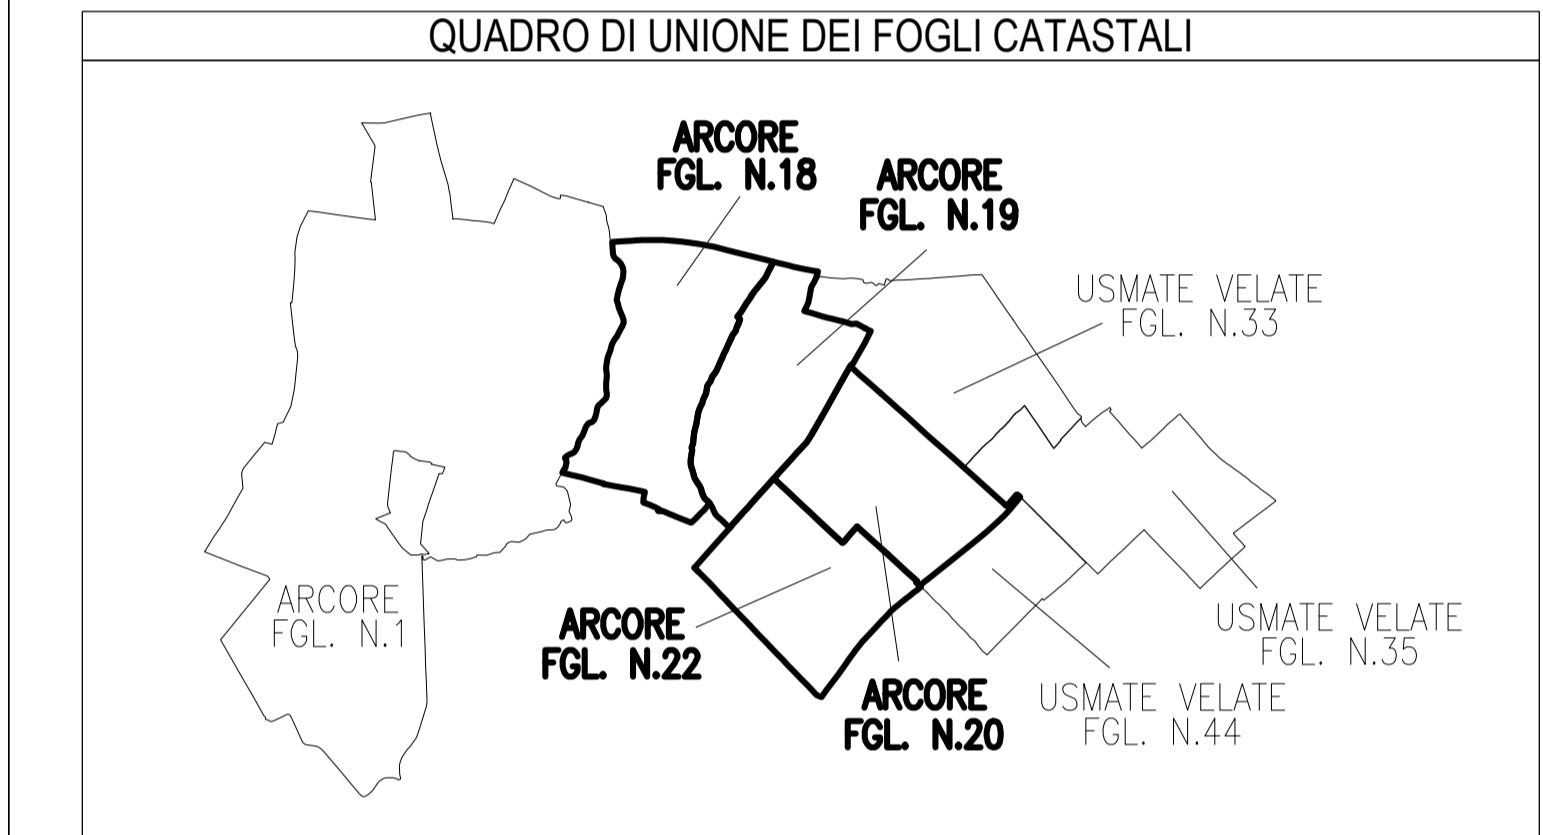 QUADRO DI UNIONE DEI FOGLI CATASTALI
ARCORE
FGL. N.18
ARCORE
FGL. N.19
USMATE VELATE
FGL. N.33
ARCORE
FGL. N.1
ARCORE
FGL. N.22
USMATE VELATE
FGL. N.35
ARCORE
FGL. N.20
USMATE VELATE
FGL. N.44